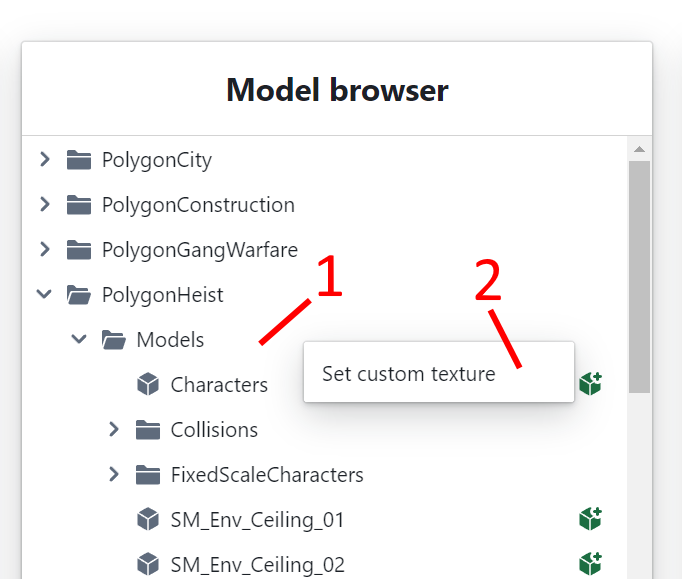 Model browser
PolygonCity
PolygonConstruction
PolygonGangWarfare
1
2
PolygonHeist
Models
Set custom texture
Characters
Collisions
FixedScaleCharacters
SM_Env_Ceiling_01
SM_Env_Ceiling_02